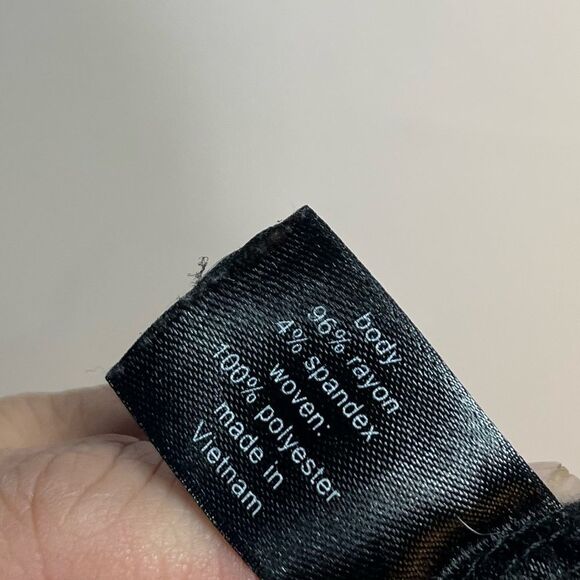 body
96% rayon
4% spandex
woven:
100% polyester
made in
Vietnam